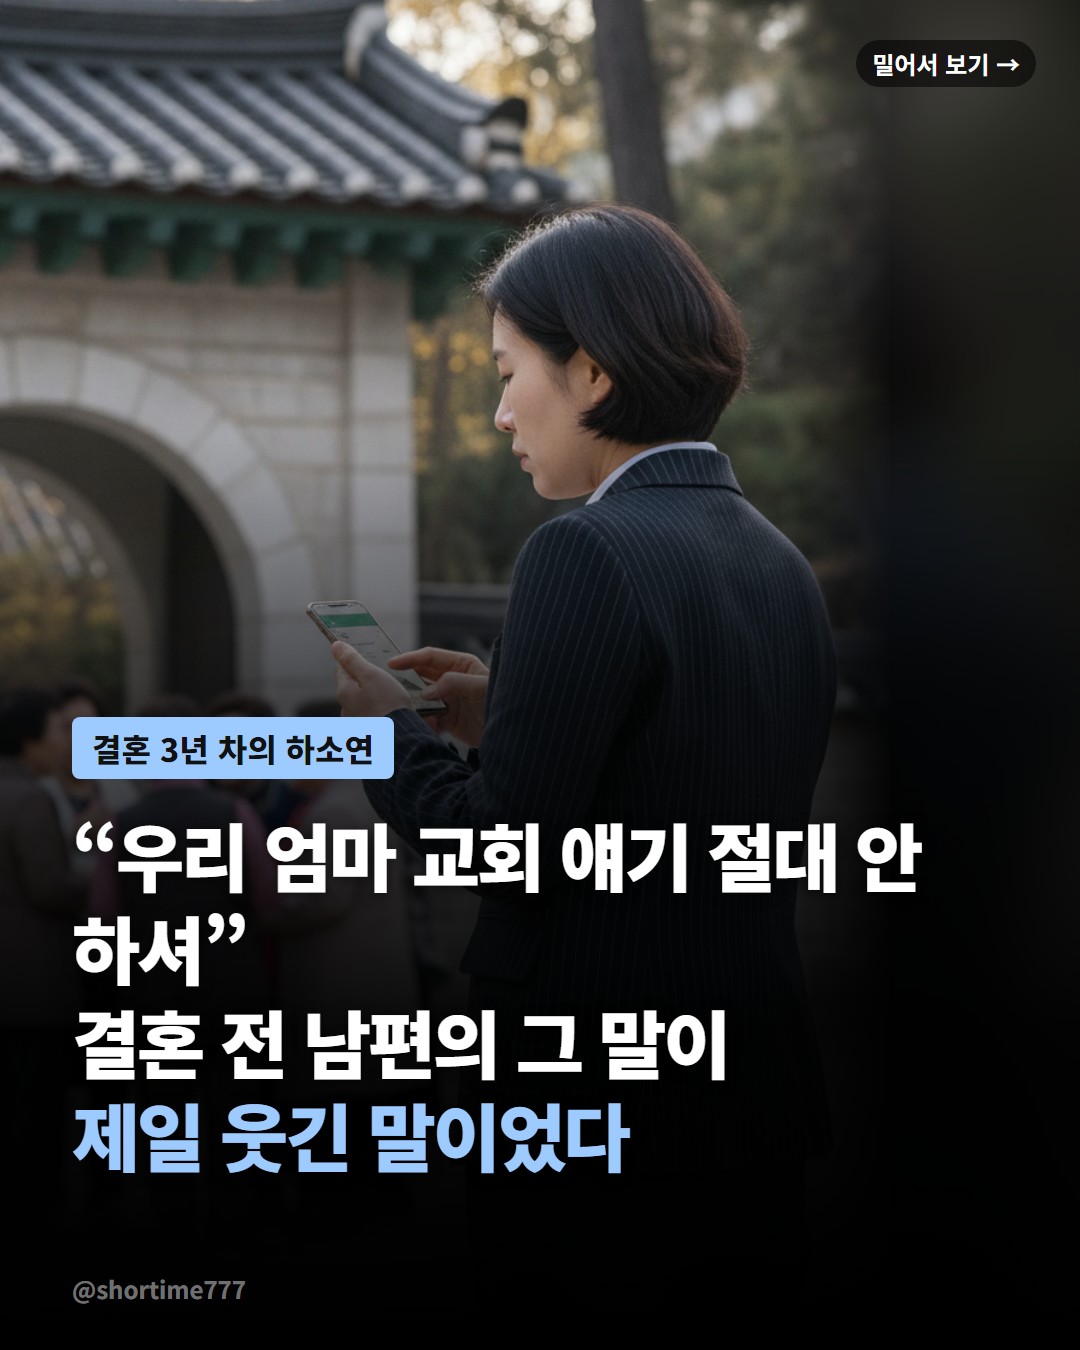 밀어서 보기 →
결혼 3년 차의 하소연
“우리 엄마 교회 얘기 절대 안
하셔”
결혼 전 남편의 그 말이
제일 웃긴 말이었다
@shortime777